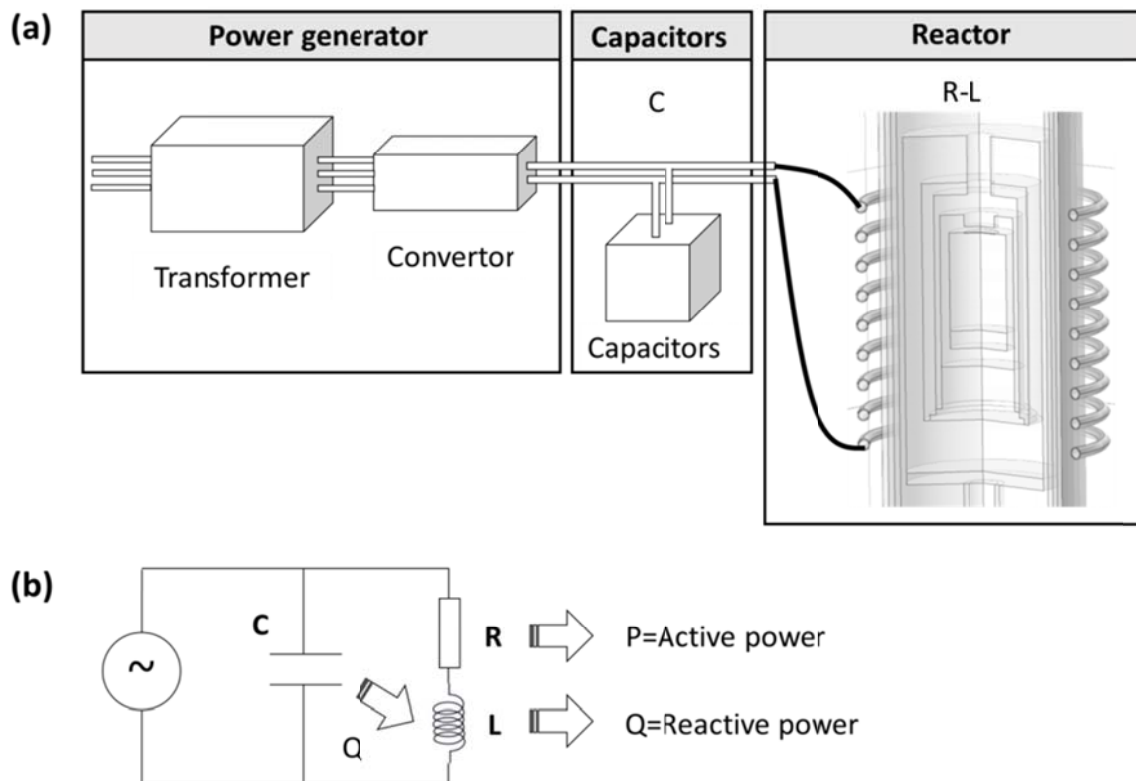 (a)
Power generator
Capacitors
Reactor
C
R-L
Transformer
Convertor
Capacitors
(b)
C
~
R
P=Active power
L
Q=Reactive power
Q